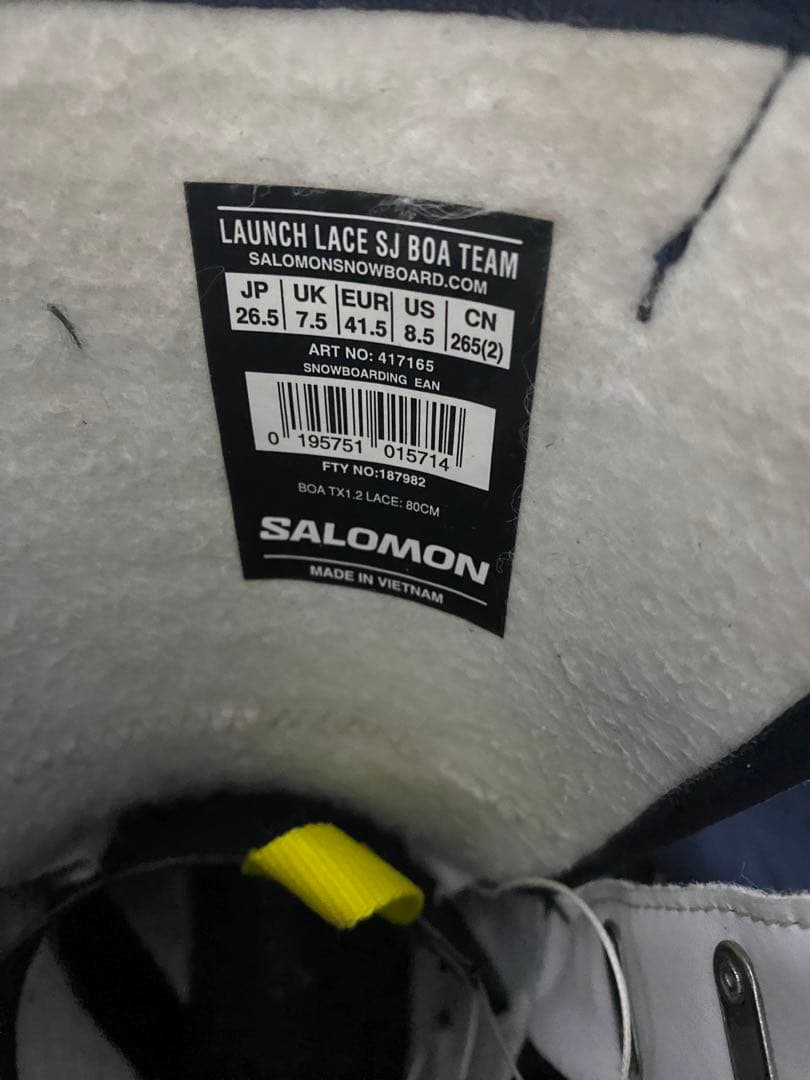 LAUNCH LACE SJ BOA TEAM
SALOMONSNOWBOARD.COM
JP UK EUR US CN
26.5 7.5 41.5 8.5 265(2)
ART NO: 417165
SNOWBOARDING EAN
0 195751 015714
FTY NO:187982
BOA TX1.2 LACE: 80CM
SALOMON
MADE IN VIETNAM